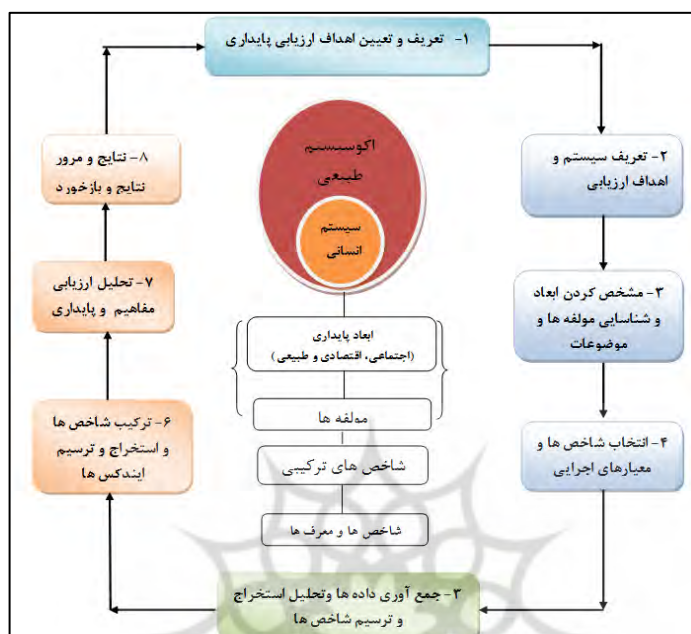 ۱- تعریف و تعیین اهداف ارزیابی پایداری
۲- تعریف سیستم و
اهداف ارزیابی
۳- مشخص کردن ابعاد
و شناسایی مولفه ها و
موضوعات
۴- انتخاب شاخص ها و
معیارهای اجرایی
۳- جمع آوری داده ها وتحلیل استخراج
و ترسیم شاخص ها
۶- ترکیب شاخص ها
و استخراج و ترسیم
ایندکس ها
۷- تحلیل ارزیابی
مفاهیم و پایداری
۸- نتایج و مرور
نتایج و بازخورد
اکوسیستم
طبیعی
سیستم
انسانی
ابعاد پایداری
(اجتماعی، اقتصادی و طبیعی)
مولفه ها
شاخص های ترکیبی
شاخص ها و معرف ها